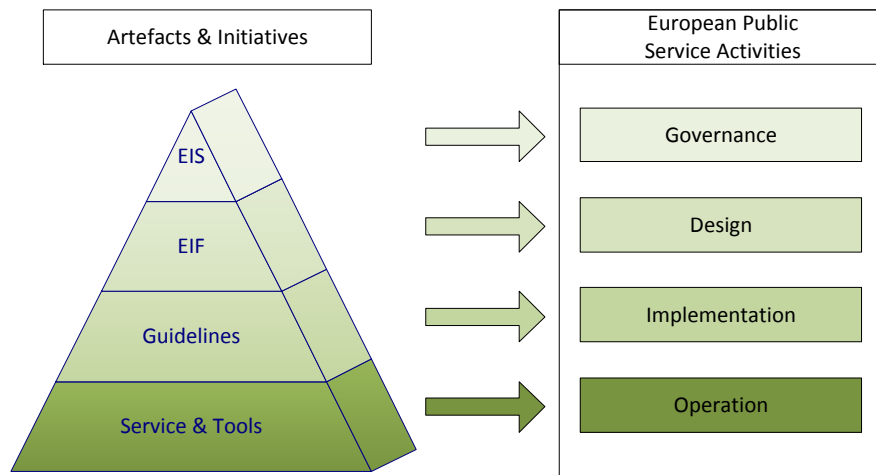 Artefacts & Initiatives
European Public
Service Activities
EIS
Governance
EIF
Design
Guidelines
Implementation
Service & Tools
Operation